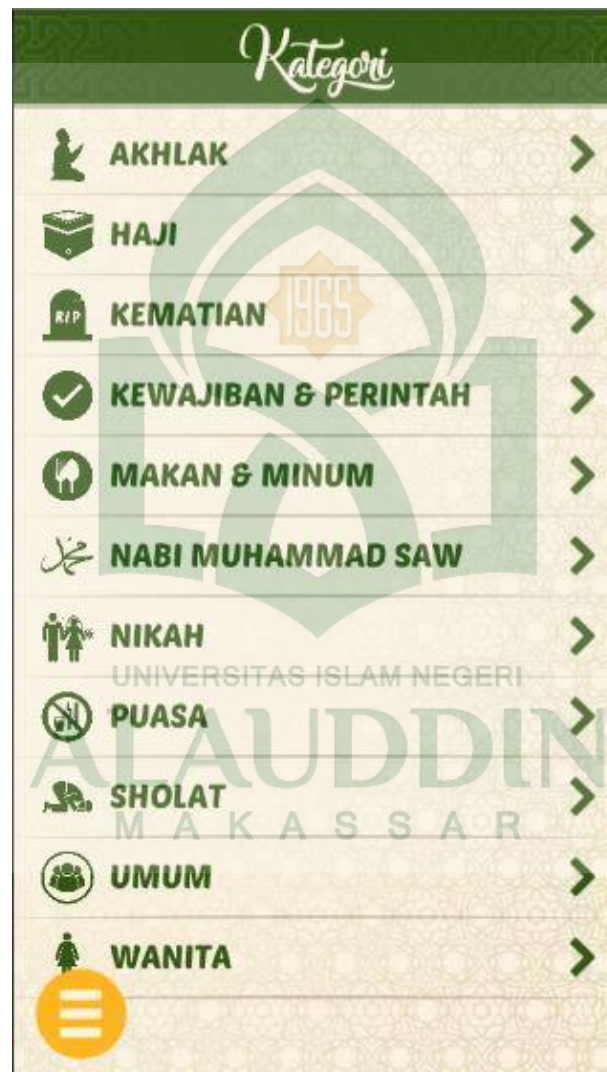 Kategori
AKHLAK
HAJI
1965
RIP
KEMATIAN
KEWAJIBAN & PERINTAH
MAKAN & MINUM
محمد
NABI MUHAMMAD SAW
NIKAH
UNIVERSITAS ISLAM NEGERI
PUASA
ALAUDDIN
SHOLAT
MAKASSAR
UMUM
WANITA